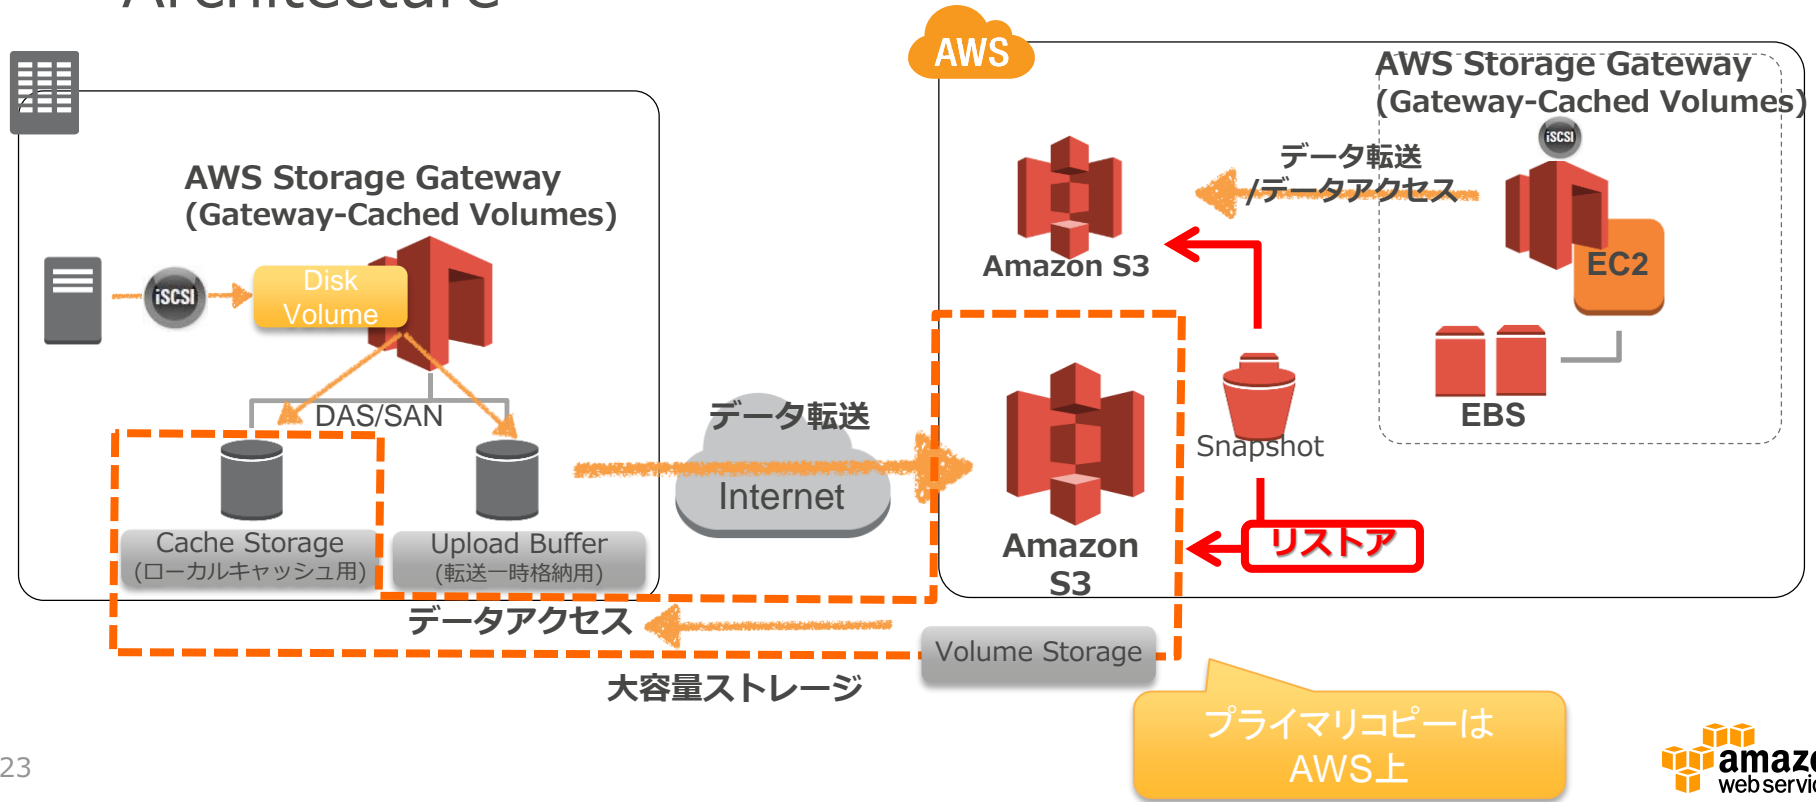 Architecture
AWS
AWS Storage Gateway
(Gateway-Cached Volumes)
iSCSI
データ転送
/データアクセス
Amazon S3
EC2
EBS
AWS Storage Gateway
(Gateway-Cached Volumes)
iSCSI
Disk
Volume
DAS/SAN
データ転送
Internet
Snapshot
Cache Storage
(ローカルキャッシュ用)
Upload Buffer
(転送一時格納用)
Amazon
S3
リストア
データアクセス
Volume Storage
大容量ストレージ
プライマリコピーは
AWS上
23
amazo
web servic